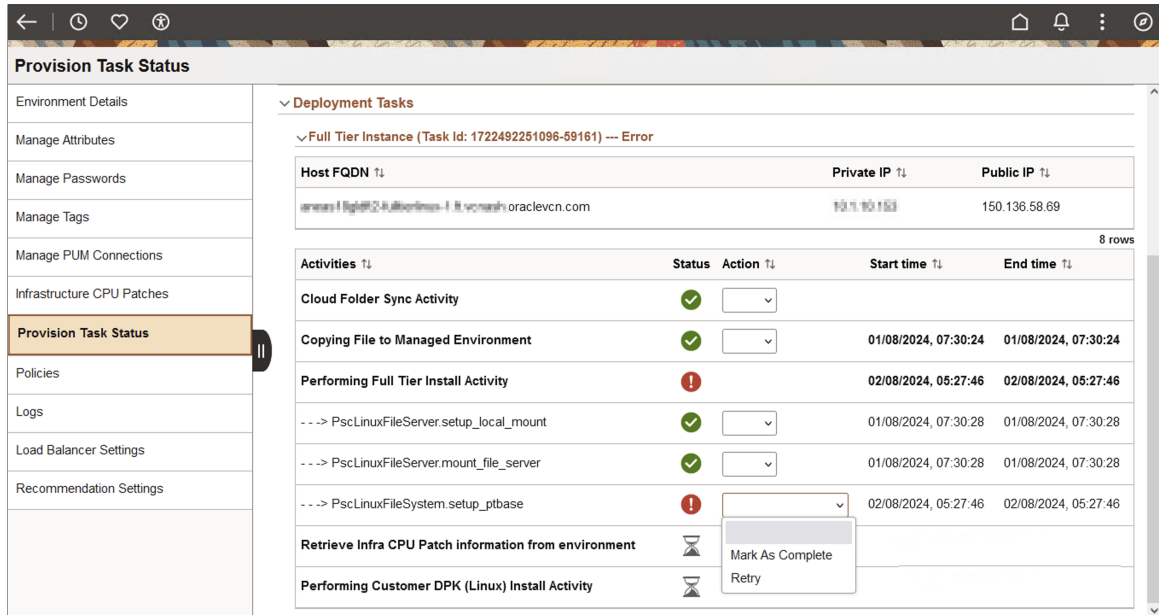 Provision Task Status
Environment Details
Manage Attributes
Manage Passwords
Manage Tags
Manage PUM Connections
Infrastructure CPU Patches
Provision Task Status
Policies
Logs
Load Balancer Settings
Recommendation Settings
Deployment Tasks
Full Tier Instance (Task Id: 1722492251096-59161) --- Error
Host FQDN Private IP Public IP
oraclevcn.com 150.136.58.69
8 rows
Activities Status Action Start time End time
Cloud Folder Sync Activity
Copying File to Managed Environment 01/08/2024, 07:30:24 01/08/2024, 07:30:24
Performing Full Tier Install Activity 02/08/2024, 05:27:46 02/08/2024, 05:27:46
- - -> PscLinuxFileServer.setup_local_mount 01/08/2024, 07:30:28 01/08/2024, 07:30:28
- - -> PscLinuxFileServer.mount_file_server 01/08/2024, 07:30:28 01/08/2024, 07:30:28
- - -> PscLinuxFileSystem.setup_ptbase 02/08/2024, 05:27:46 02/08/2024, 05:27:46
Retrieve Infra CPU Patch information from environment
Mark As Complete
Retry
Performing Customer DPK (Linux) Install Activity